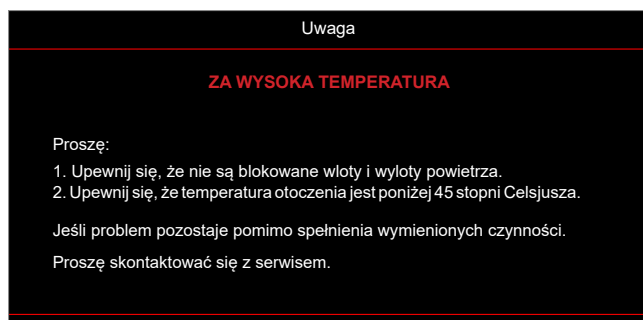 Uwaga
ZA WYSOKA TEMPERATURA
Proszę:
1. Upewnij się, że nie są blokowane wloty i wyloty powietrza.
2. Upewnij się, że temperatura otoczenia jest poniżej 45 stopni Celsjusza.
Jeśli problem pozostaje pomimo spełnienia wymienionych czynności.
Proszę skontaktować się z serwisem.